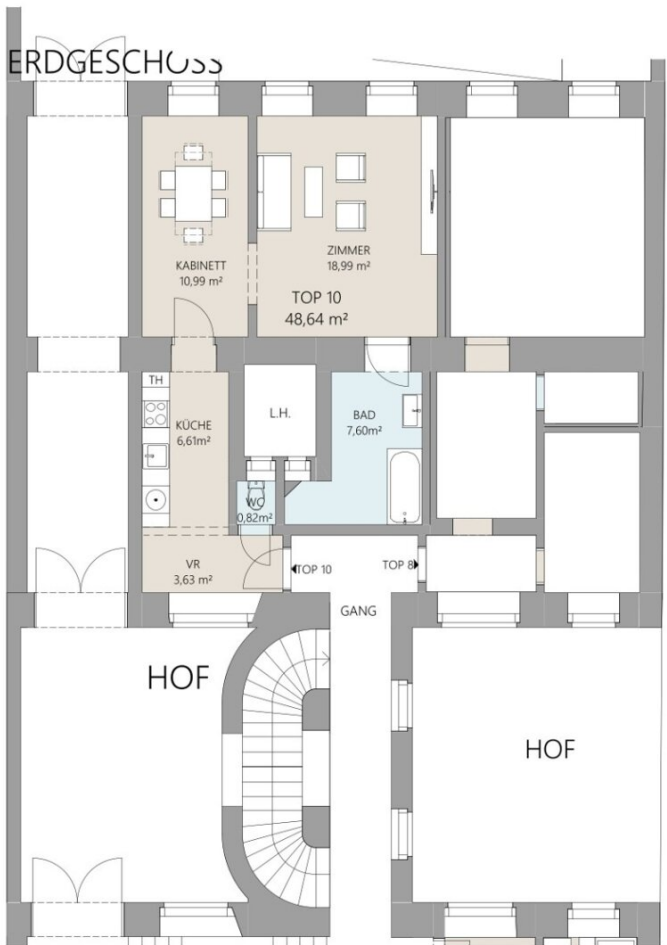 ERDGESCHOSS
KABINETT
10,99 m²
ZIMMER
18,99 m²
TOP 10
48,64 m²
TH
KÜCHE
6,61m²
L.H.
BAD
7,60m²
WC
0,82m²
VR
3,63 m²
TOP 10
TOP 8
GANG
HOF
HOF